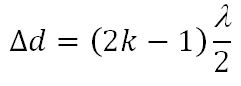 Δd = (2k − 1) λ/2